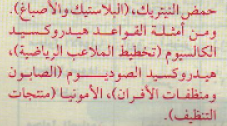 حمض النيتريك، (البلاستيك والأصباغ).
ومن أمثلة القواعد هيدروكسيد
الكالسيوم (تخطيط الملاعب الرياضية)،
هيدروكسيد الصوديوم (الصابون
ومنظفات الأفران)، الأمونيا (منتجات
التنظيف).